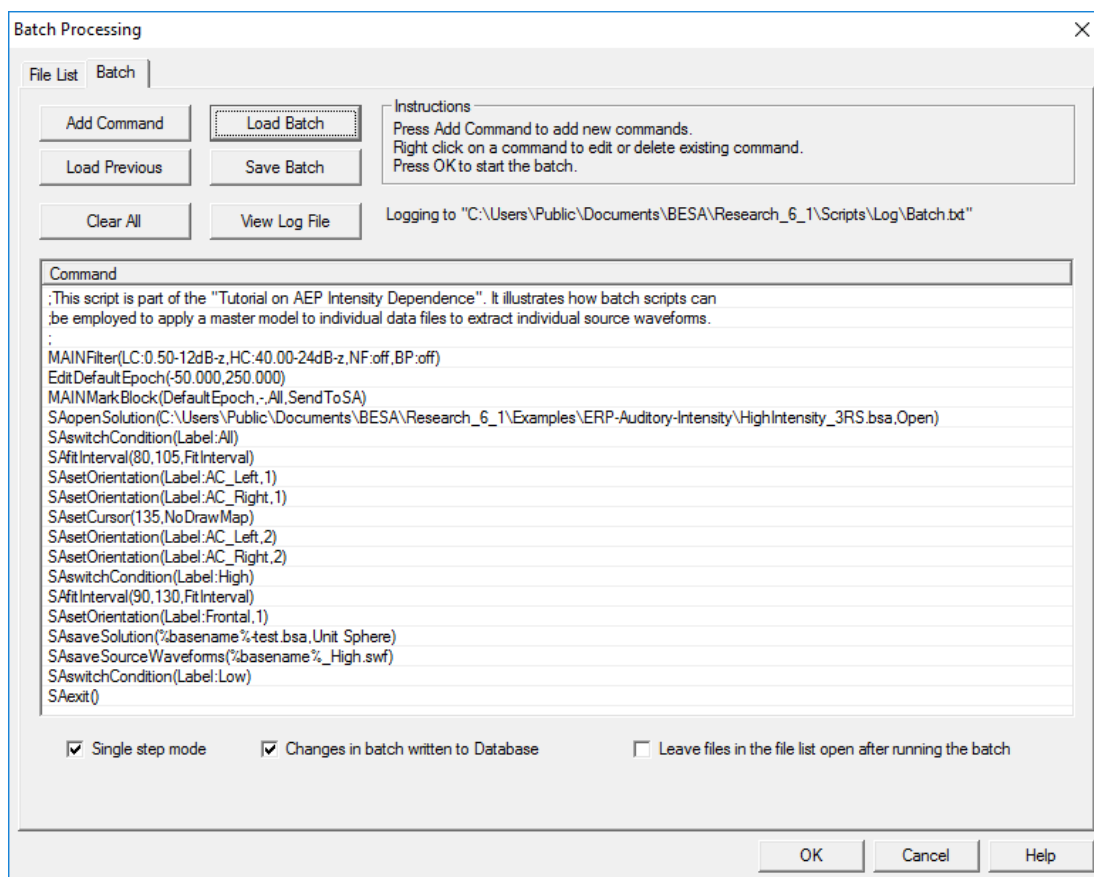 Batch Processing
File List Batch
Add Command Load Batch
Load Previous Save Batch
Clear All View Log File
Instructions
Press Add Command to add new commands.
Right click on a command to edit or delete existing command.
Press OK to start the batch.
Logging to "C:\Users\Public\Documents\BESA\Research_6_1\Scripts\Log\Batch.txt"
Command
;This script is part of the "Tutorial on AEP Intensity Dependence". It illustrates how batch scripts can
;be employed to apply a master model to individual data files to extract individual source waveforms.
;
MAINFilter(LC:0.50-12dB-z,HC:40.00-24dB-z,NF:off,BP:off)
EditDefaultEpoch(-50.000,250.000)
MAINMarkBlock(DefaultEpoch,-,All,SendToSA)
SAopenSolution(C:\Users\Public\Documents\BESA\Research_6_1\Examples\ERP-Auditory-Intensity\HighIntensity_3RS.bsa,Open)
SAswitchCondition(Label:All)
SAfitInterval(80,105,FitInterval)
SAsetOrientation(Label:AC_Left,1)
SAsetOrientation(Label:AC_Right,1)
SAsetCursor(135,NoDrawMap)
SAsetOrientation(Label:AC_Left,2)
SAsetOrientation(Label:AC_Right,2)
SAswitchCondition(Label:High)
SAfitInterval(90,130,FitInterval)
SAsetOrientation(Label:Frontal,1)
SAsaveSolution(%basename%-test.bsa,Unit Sphere)
SAsaveSourceWaveforms(%basename%_High.swf)
SAswitchCondition(Label:Low)
SAexit()
Single step mode Changes in batch written to Database Leave files in the file list open after running the batch
OK Cancel Help